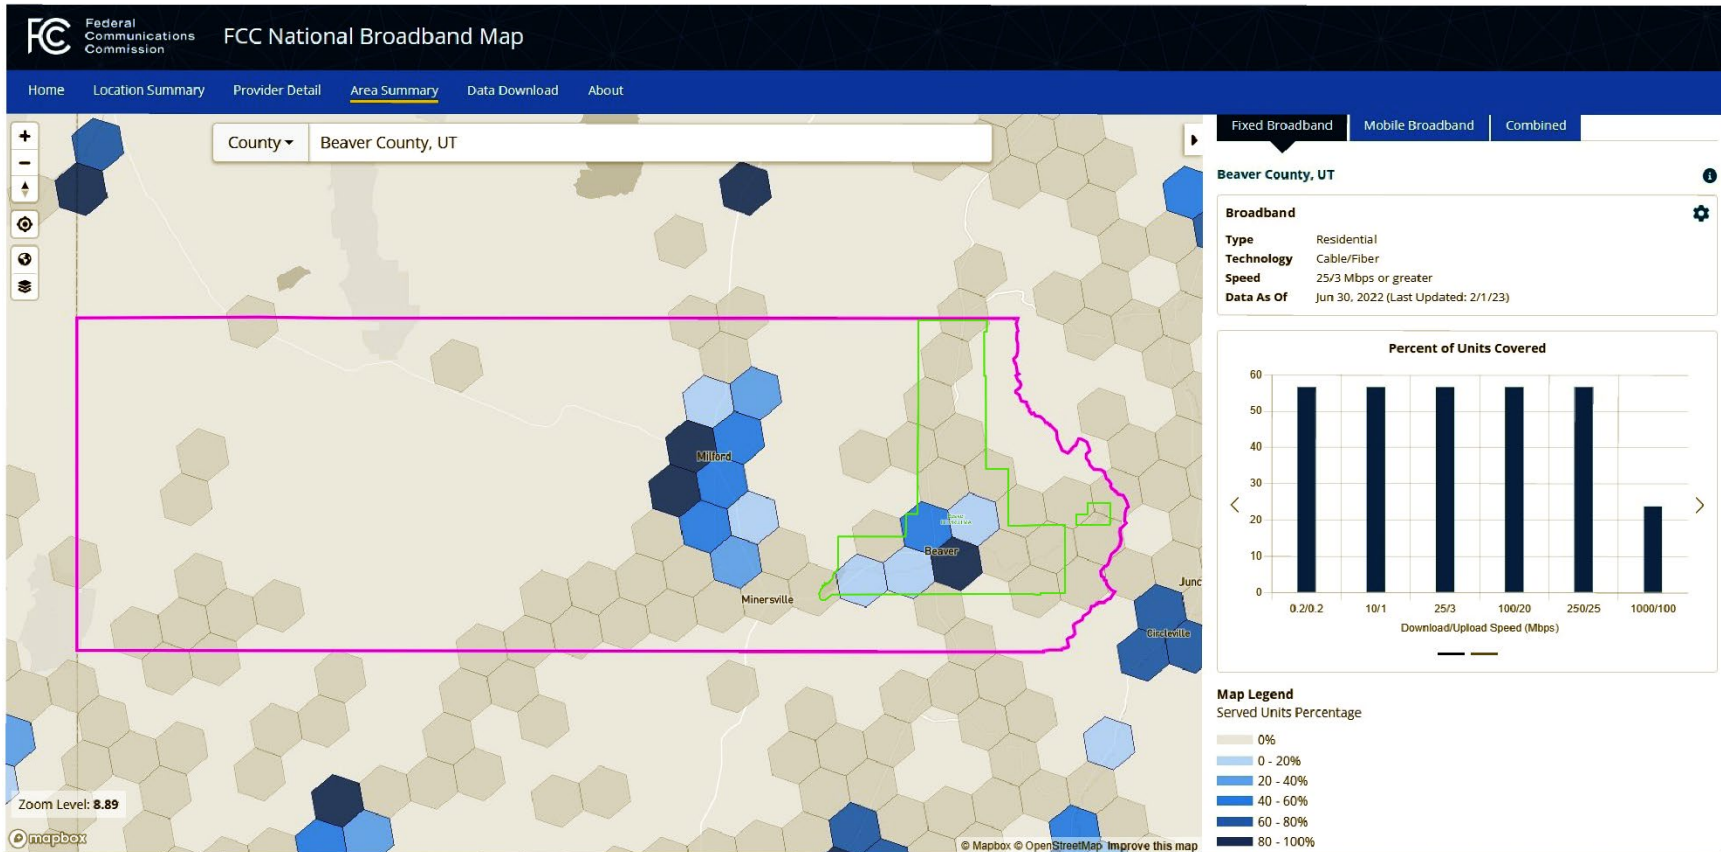 FCC
Federal
Communications
Commission
FCC National Broadband Map
Home Location Summary Provider Detail Area Summary Data Download About
County Beaver County, UT
Milford
Beaver
Minersville
Junc
Circleville
Zoom Level: 8.89
mapbox
© Mapbox © OpenStreetMap Improve this map
Fixed Broadband Mobile Broadband Combined
Beaver County, UT
Broadband
Type Residential
Technology Cable/Fiber
Speed 25/3 Mbps or greater
Data As Of Jun 30, 2022 (Last Updated: 2/1/23)
Percent of Units Covered
60
50
40
30
20
10
0
0.2/0.2 10/1 25/3 100/20 250/25 1000/100
Download/Upload Speed (Mbps)
Map Legend
Served Units Percentage
0%
0 - 20%
20 - 40%
40 - 60%
60 - 80%
80 - 100%